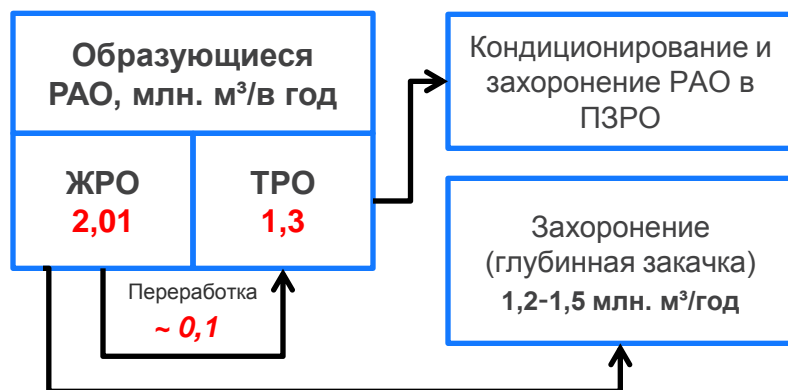 Образующиеся
РАО, млн. м³/в год
ЖРО
2,01
ТРО
1,3
Переработка
~ 0,1
Кондиционирование и
захоронение РАО в
ПЗРО
Захоронение
(глубинная закачка)
1,2-1,5 млн. м³/год